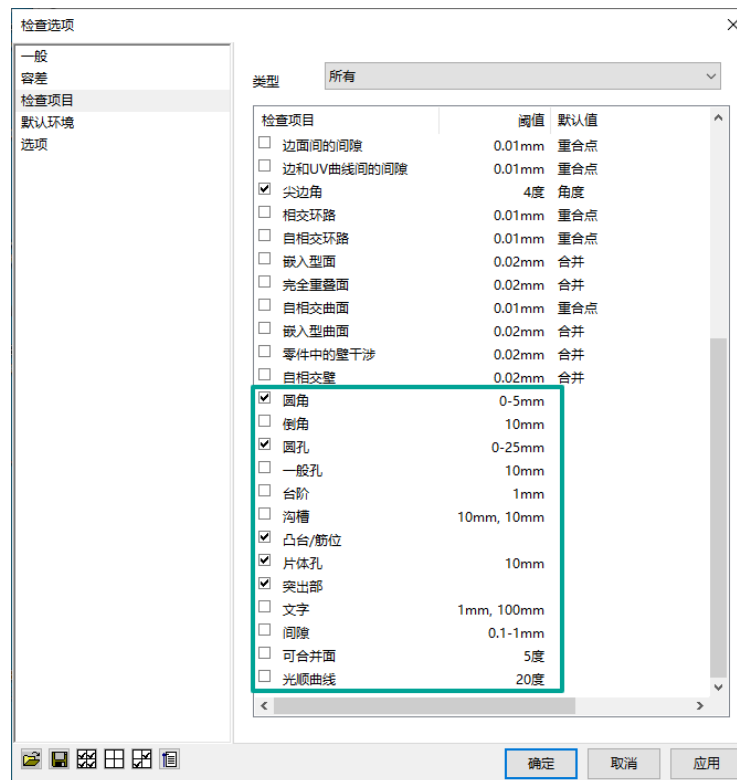 检查选项
一般
容差
检查项目
默认环境
选项
类型 所有
检查项目 阈值 默认值
边面间的间隙 0.01mm 重合点
边和UV曲线间的间隙 0.01mm 重合点
尖边角 4度 角度
相交环路 0.01mm 重合点
自相交环路 0.01mm 重合点
嵌入型面 0.02mm 合并
完全重叠面 0.02mm 合并
自相交曲面 0.01mm 重合点
嵌入型曲面 0.02mm 合并
零件中的壁干涉 0.02mm 合并
自相交壁 0.02mm 合并
圆角 0-5mm
倒角 10mm
圆孔 0-25mm
一般孔 10mm
台阶 1mm
沟槽 10mm, 10mm
凸台/筋位
片体孔 10mm
突出部
文字 1mm, 100mm
间隙 0.1-1mm
可合并面 5度
光顺曲线 20度
确定 取消 应用